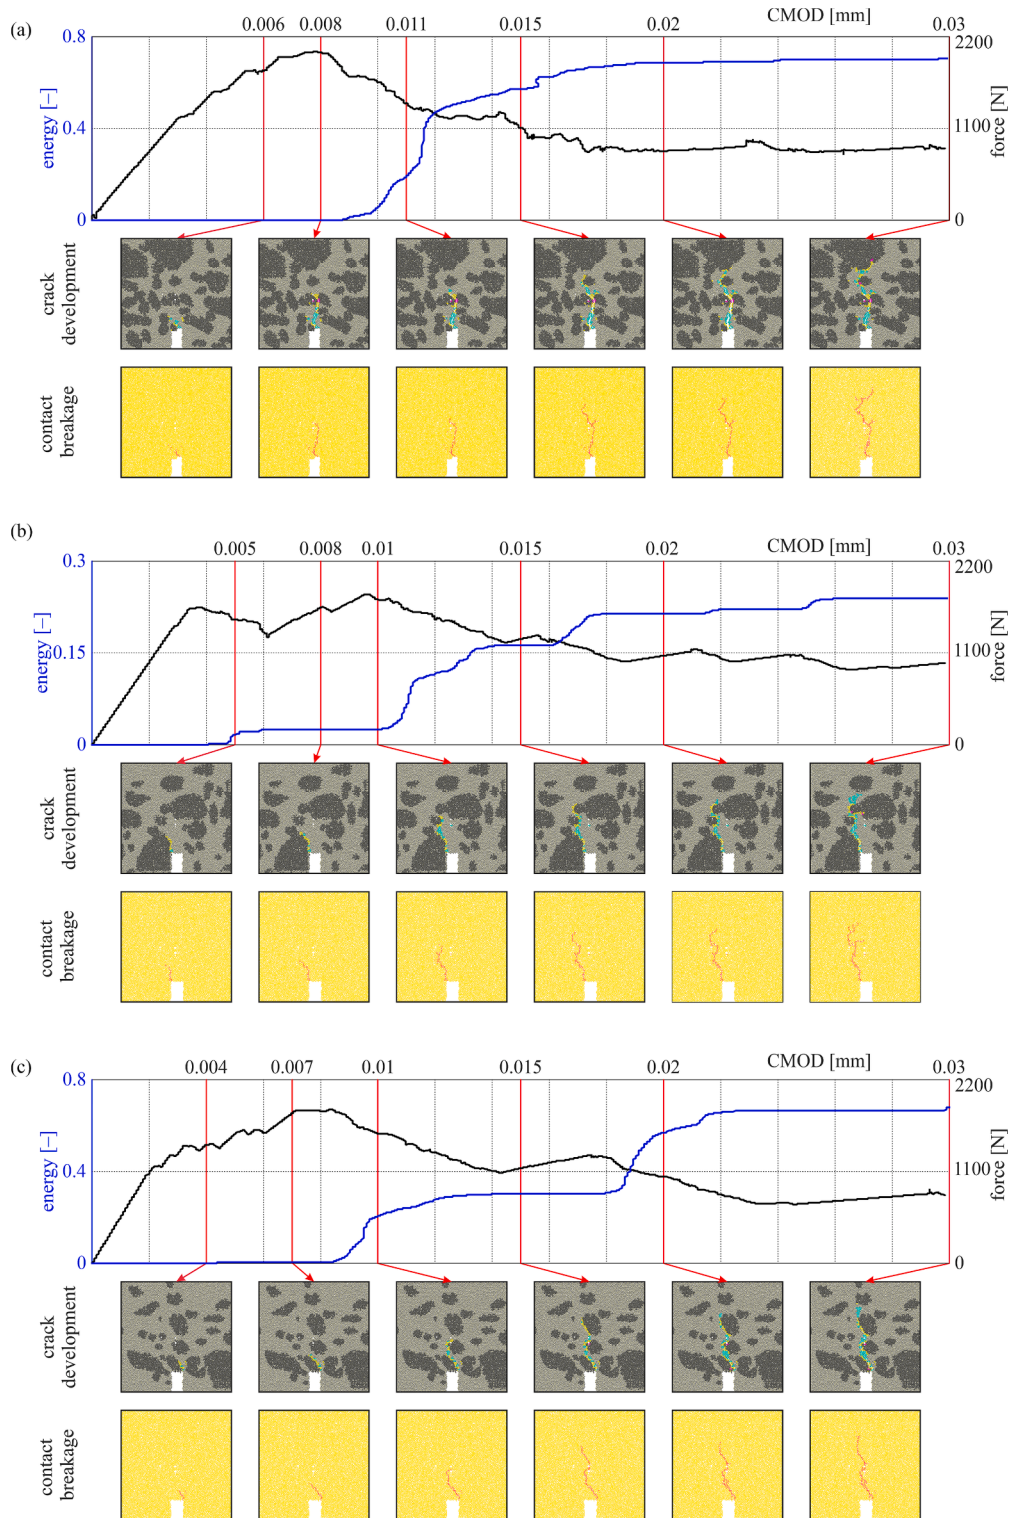 (a)
0.006 0.008 0.011 0.015 0.02 CMOD [mm] 0.03
0.8 2200
energy [–]
0.4 1100
force [N]
0 0
crack
development
contact
breakage
(b)
0.005 0.008 0.01 0.015 0.02 CMOD [mm] 0.03
0.3 2200
energy [–]
0.15 1100
force [N]
0 0
crack
development
contact
breakage
(c)
0.004 0.007 0.01 0.015 0.02 CMOD [mm] 0.03
0.8 2200
energy [–]
0.4 1100
force [N]
0 0
crack
development
contact
breakage